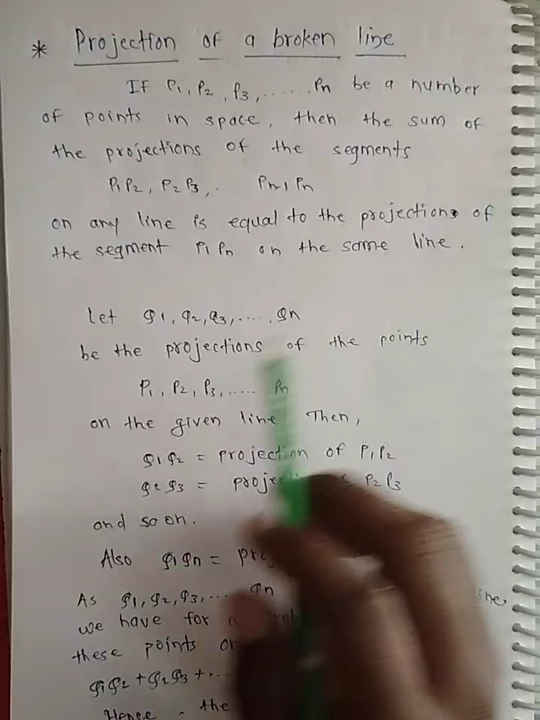 * Projection of a broken line
If P1, P2, P3, ...... Pn be a number
of points in space, then the sum of
the projections of the segments
P1P2, P2P3, . Pn-1 Pn
on any line is equal to the projections of
the segment P1Pn on the same line.
Let Q1, Q2, Q3, ..... Qn
be the projections of the points
P1, P2, P3, .... Pn
on the given line Then,
Q1Q2 = projection of P1P2
Q2Q3 = P2P3
and so on.
Also Q1Qn =
As Q1, Q2, Q3, ... Qn line,
we have for
these points
Q1Q2 + Q2Q3 + ..
Hence, the